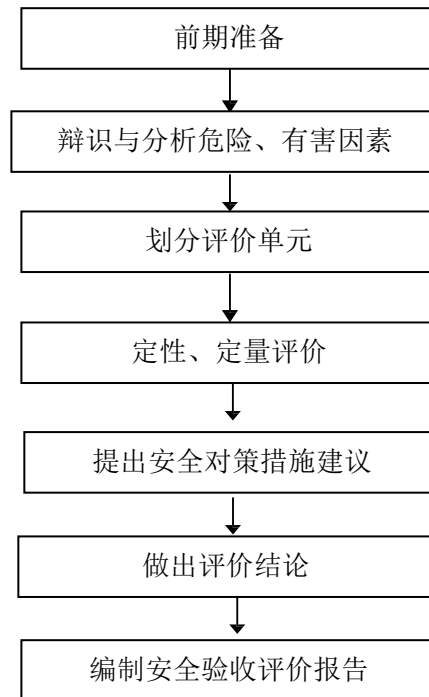 前期准备
辩识与分析危险、有害因素
划分评价单元
定性、定量评价
提出安全对策措施建议
做出评价结论
编制安全验收评价报告